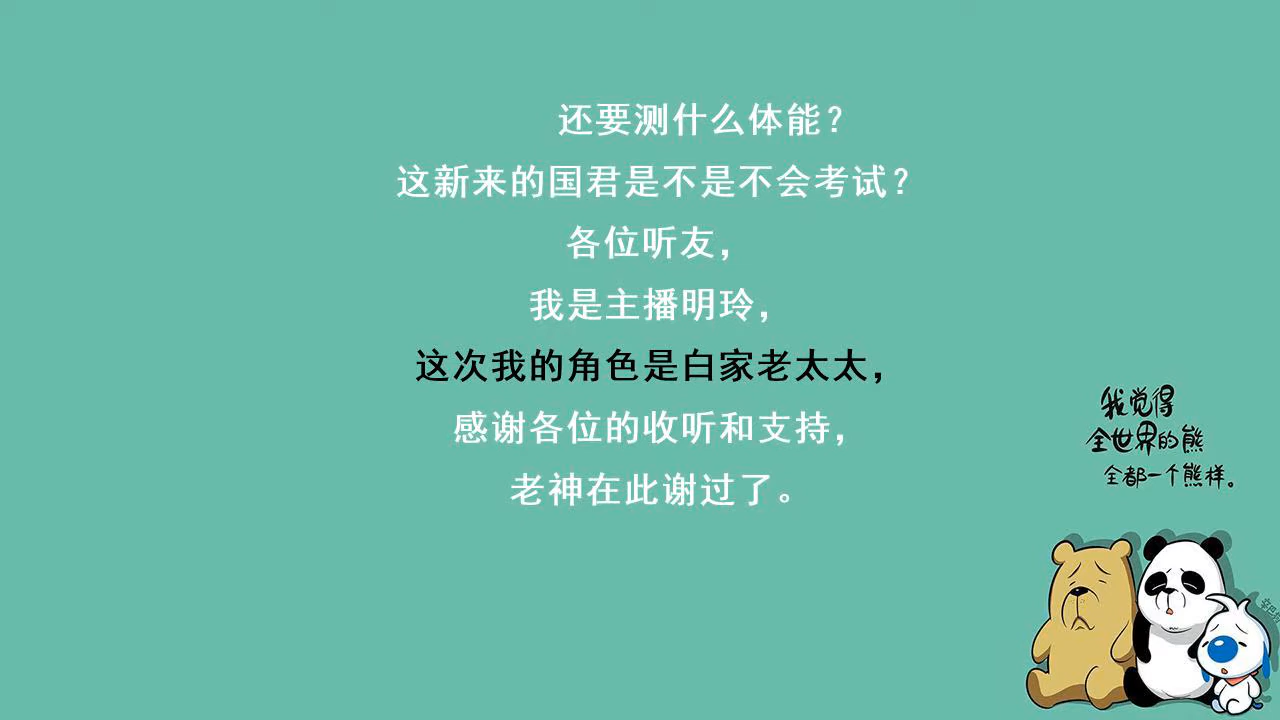 还要测什么体能？
这新来的国君是不是不会考试？
各位听友，
我是主播明玲，
这次我的角色是白家老太太，
感谢各位的收听和支持，
老神在此谢过了。
我觉得
全世界的熊
全都一个熊样。